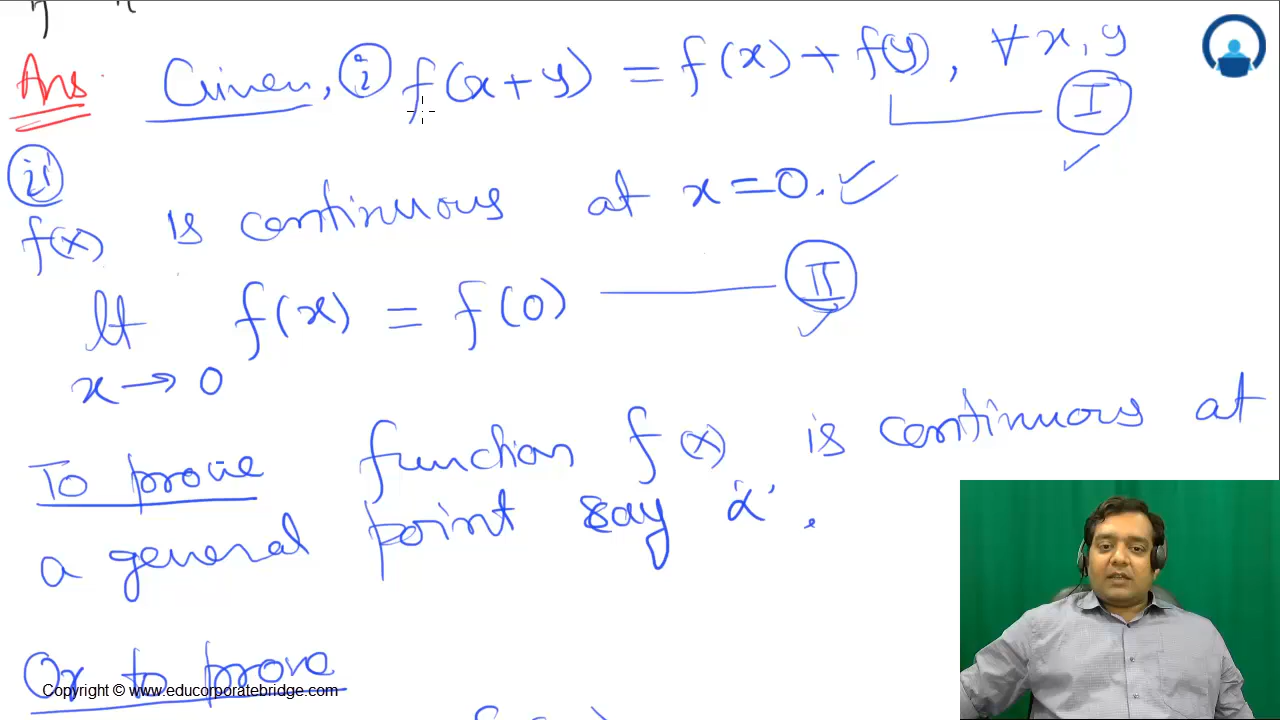 Ans Given, (i) f(x+y) = f(x) + f(y), ∀ x, y
I
(ii)
f(x) is continuous at x = 0.
lt f(x) = f(0) II
x → 0
To prove function f(x) is continuous at
a general point say 'α'.
Or to prove
Copyright © www.educorporatebridge.com